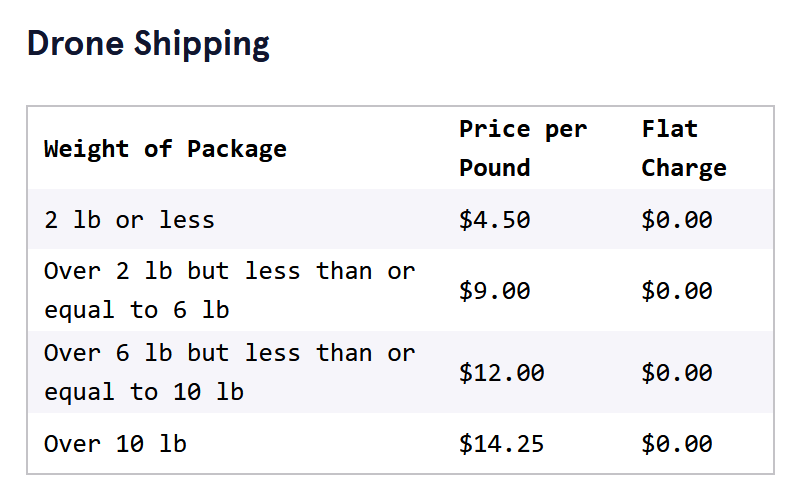 Drone Shipping
Weight of Package Price per Pound Flat Charge
2 lb or less $4.50 $0.00
Over 2 lb but less than or equal to 6 lb $9.00 $0.00
Over 6 lb but less than or equal to 10 lb $12.00 $0.00
Over 10 lb $14.25 $0.00